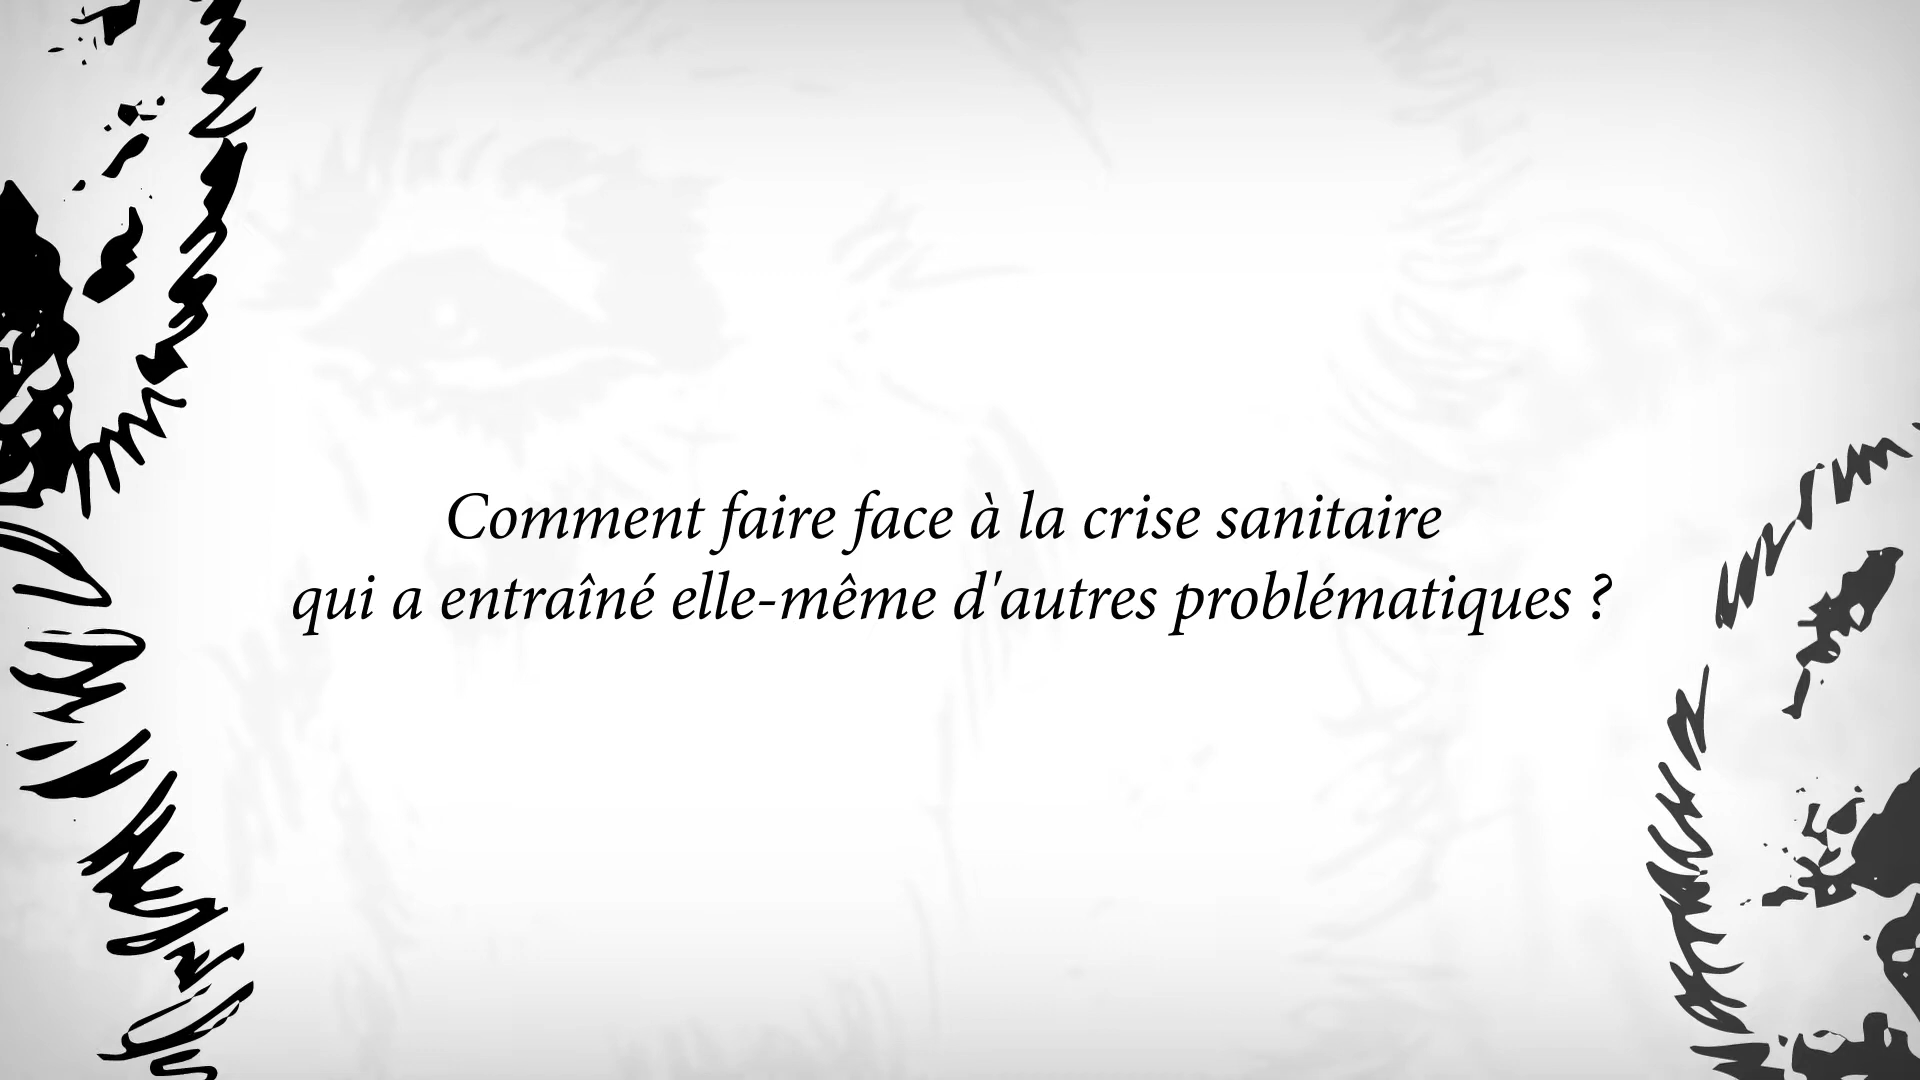 Comment faire face à la crise sanitaire
qui a entraîné elle-même d'autres problématiques ?